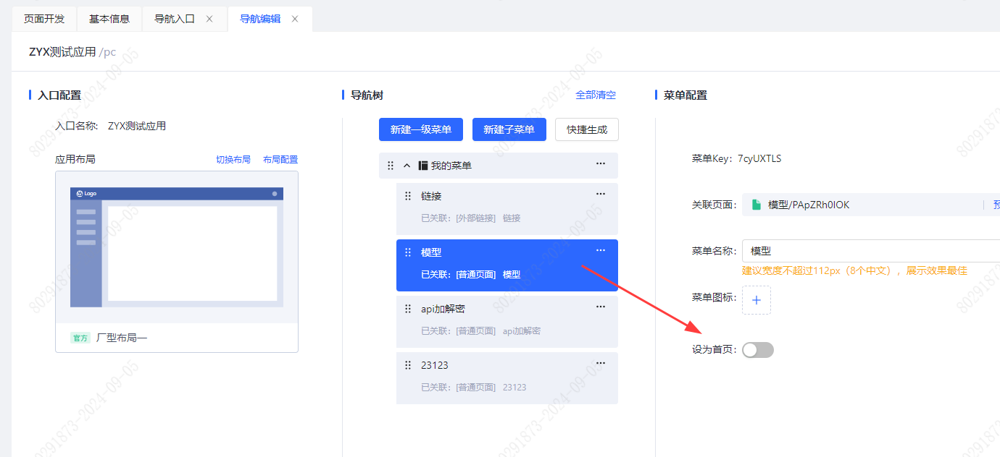 页面开发 基本信息 导航入口 导航编辑
ZYX测试应用 /pc
入口配置
入口名称: ZYX测试应用
应用布局 切换布局 布局配置
Logo
官方 厂型布局一
导航树 全部清空
新建一级菜单 新建子菜单 快捷生成
我的菜单
链接
已关联: [外部链接] 链接
模型
已关联: [普通页面] 模型
api加解密
已关联: [普通页面] api加解密
23123
已关联: [普通页面] 23123
菜单配置
菜单Key: 7cyUXTLS
关联页面: 模型/PApZRh0IOK 预
菜单名称: 模型
建议宽度不超过112px（8个中文），展示效果最佳
菜单图标:
设为首页:
80291873-2024-09-05